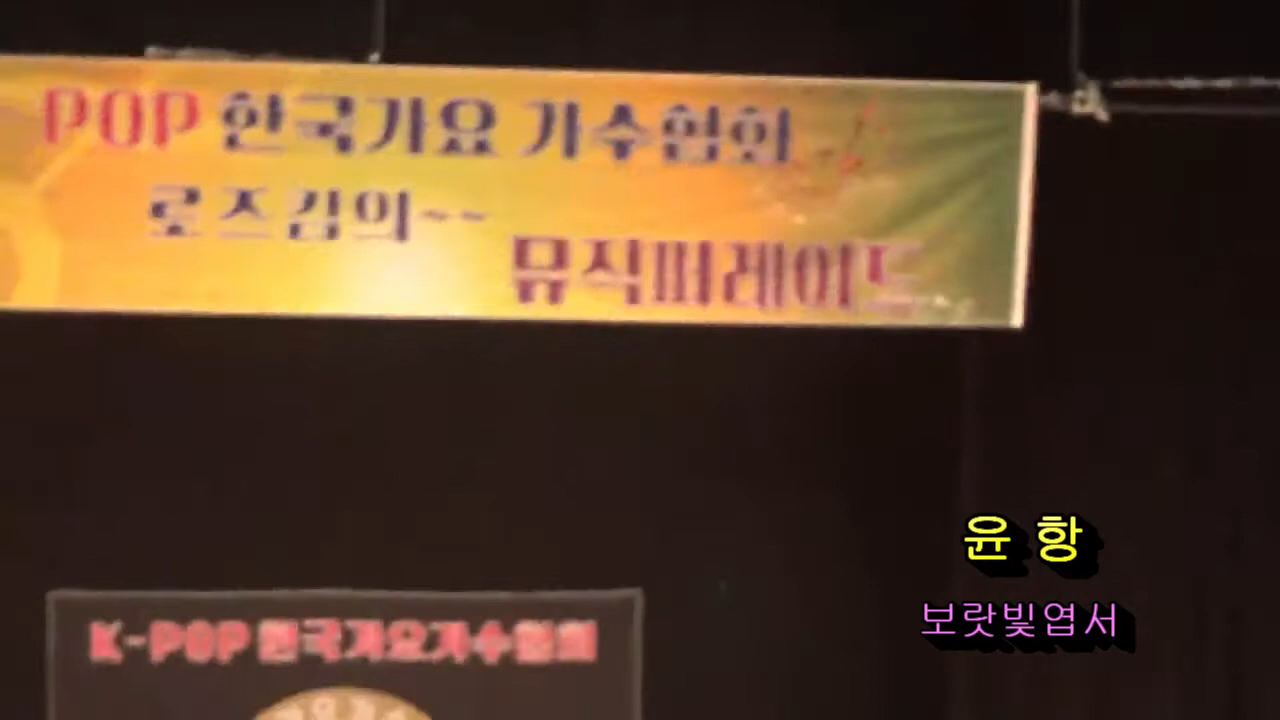 POP 한국가요 가수협회
로즈김의~~
뮤직퍼레이드
윤 항
보랏빛엽서
K-POP 한국가요가수협회